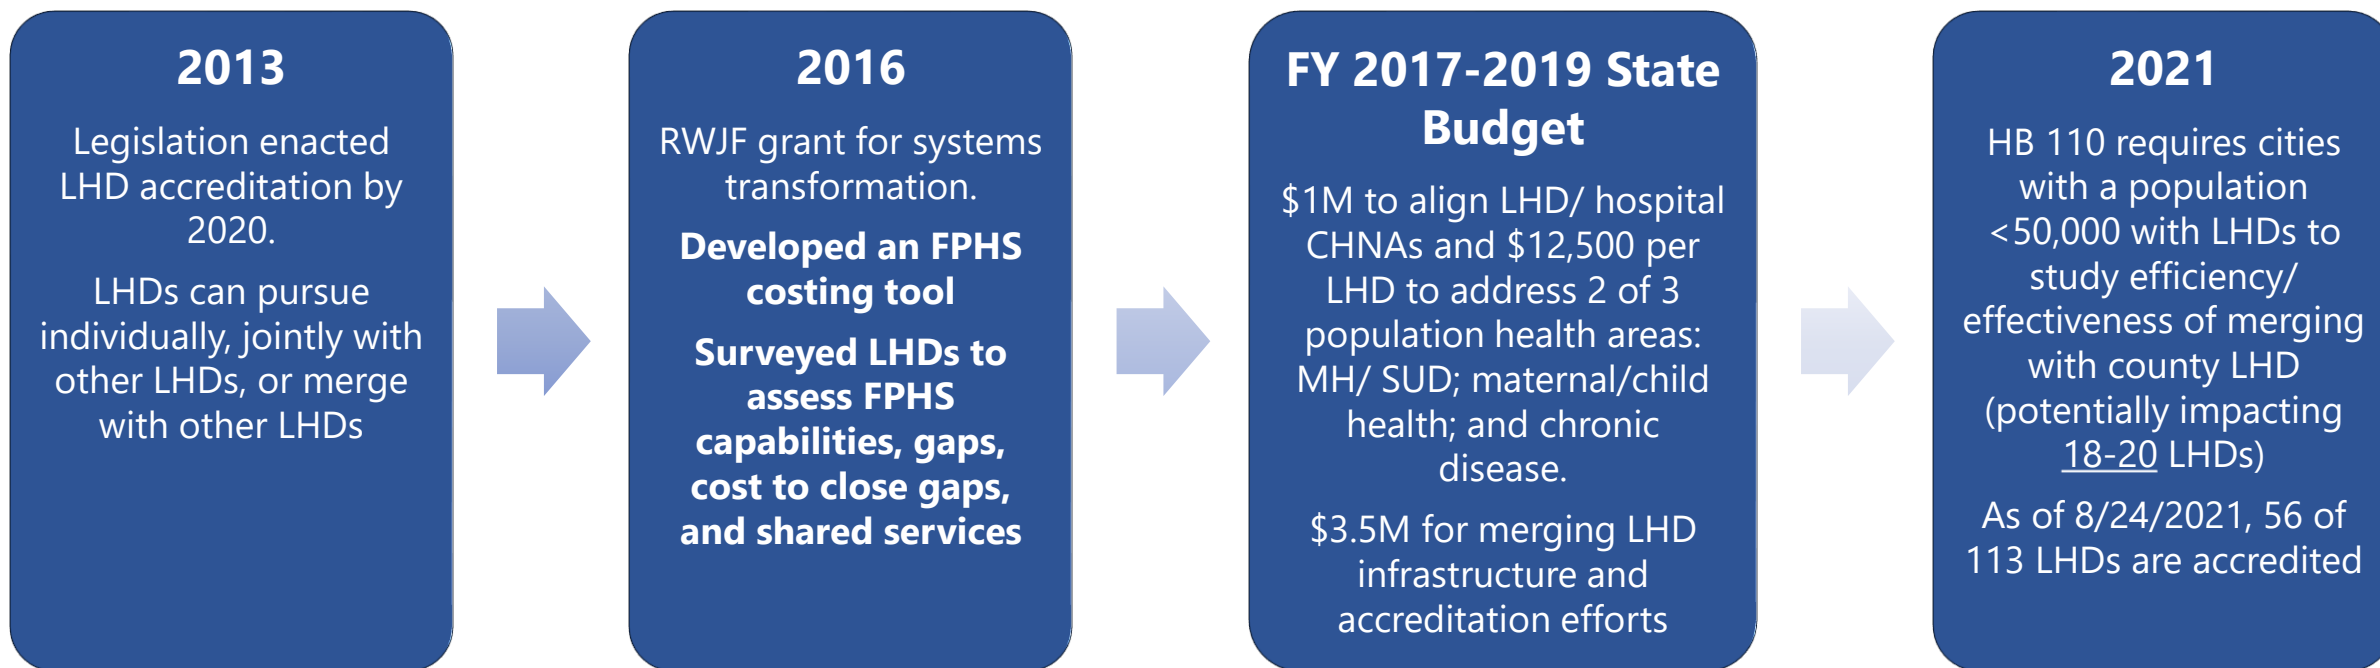 2013
Legislation enacted
LHD accreditation by
2020.
LHDs can pursue
individually, jointly with
other LHDs, or merge
with other LHDs
2016
RWJF grant for systems
transformation.
Developed an FPHS
costing tool
Surveyed LHDs to
assess FPHS
capabilities, gaps,
cost to close gaps,
and shared services
FY 2017-2019 State
Budget
$1M to align LHD/ hospital
CHNAs and $12,500 per
LHD to address 2 of 3
population health areas:
MH/ SUD; maternal/child
health; and chronic
disease.
$3.5M for merging LHD
infrastructure and
accreditation efforts
2021
HB 110 requires cities
with a population
<50,000 with LHDs to
study efficiency/
effectiveness of merging
with county LHD
(potentially impacting
18-20 LHDs)
As of 8/24/2021, 56 of
113 LHDs are accredited